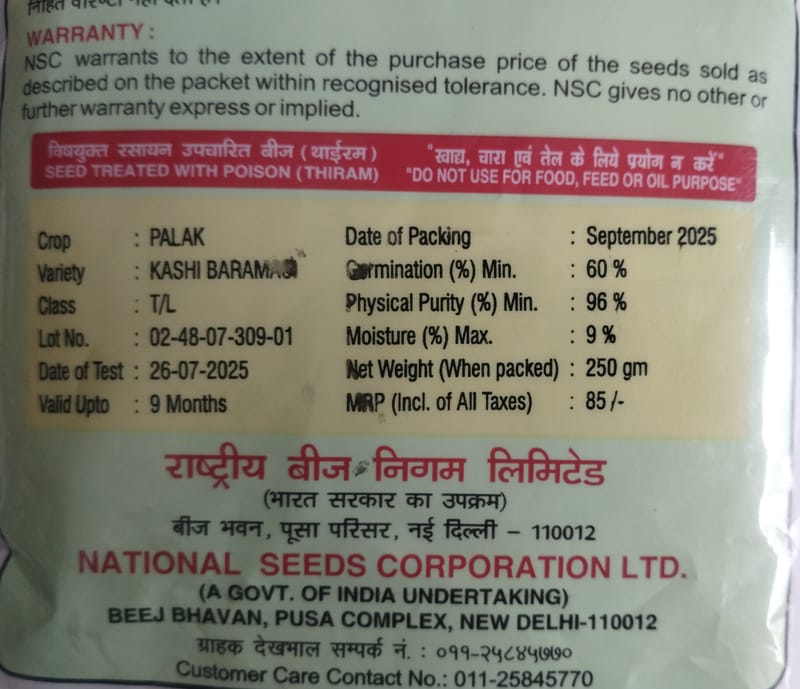 निहित वारण्टी नहीं देता है।
WARRANTY:
NSC warrants to the extent of the purchase price of the seeds sold as
described on the packet within recognised tolerance. NSC gives no other or
further warranty express or implied.
विषयुक्त रसायन उपचारित बीज (थाईरम) "खाद्य, चारा एवं तेल के लिये प्रयोग न करें"
SEED TREATED WITH POISON (THIRAM) "DO NOT USE FOR FOOD, FEED OR OIL PURPOSE"
Crop : PALAK Date of Packing : September 2025
Variety : KASHI BARAMASI Germination (%) Min. : 60 %
Class : T/L Physical Purity (%) Min. : 96 %
Lot No. : 02-48-07-309-01 Moisture (%) Max. : 9 %
Date of Test : 26-07-2025 Net Weight (When packed) : 250 gm
Valid Upto : 9 Months MRP (Incl. of All Taxes) : 85 /-
राष्ट्रीय बीज निगम लिमिटेड
(भारत सरकार का उपक्रम)
बीज भवन, पूसा परिसर, नई दिल्ली – 110012
NATIONAL SEEDS CORPORATION LTD.
(A GOVT. OF INDIA UNDERTAKING)
BEEJ BHAVAN, PUSA COMPLEX, NEW DELHI-110012
ग्राहक देखभाल सम्पर्क नं. : ०११-२५८४५७७०
Customer Care Contact No.: 011-25845770